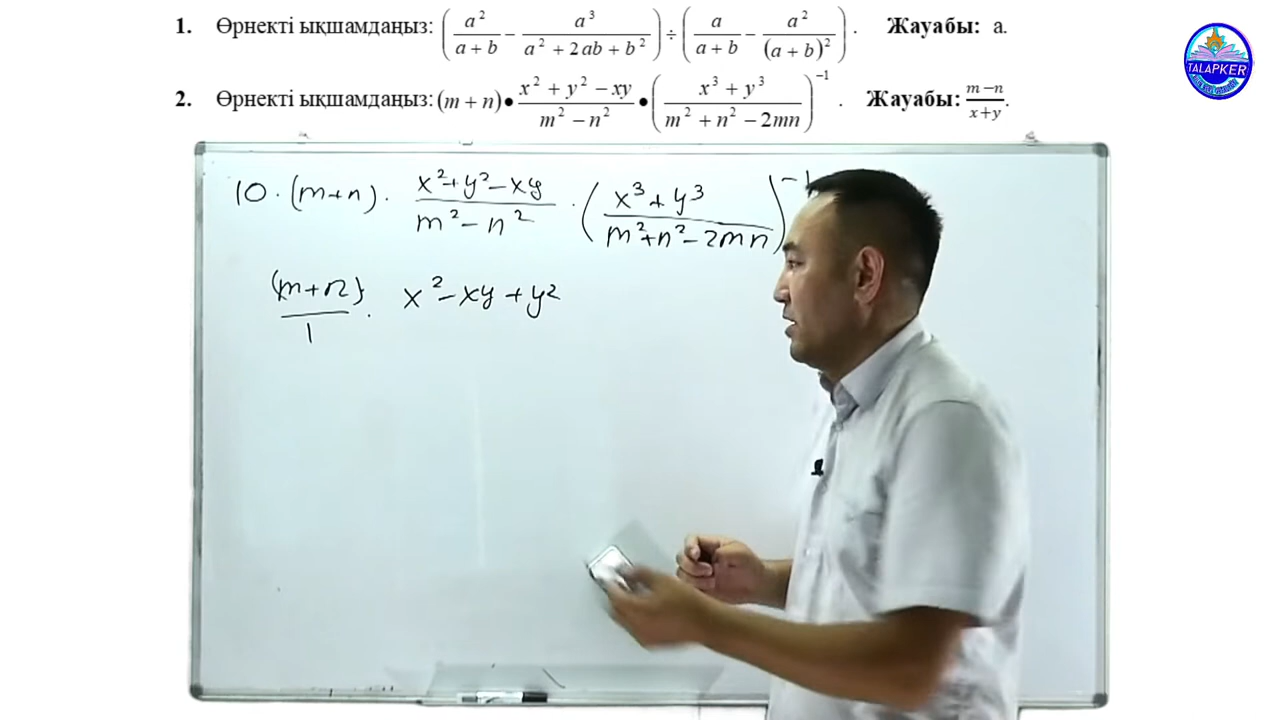 1. Өрнекті ықшамдаңыз: (a²/(a+b) − a³/(a²+2ab+b²)) ÷ (a/(a+b) − a²/(a+b)²). Жауабы: a.
TALAPKER
2. Өрнекті ықшамдаңыз: (m+n)•(x²+y²−xy)/(m²−n²)•((x³+y³)/(m²+n²−2mn))⁻¹. Жауабы: (m−n)/(x+y).
10·(m+n)·(x²+y²−xy)/(m²−n²)·((x³+y³)/(m²+n²−2mn))⁻¹
(m+n)/1 · x²−xy+y²